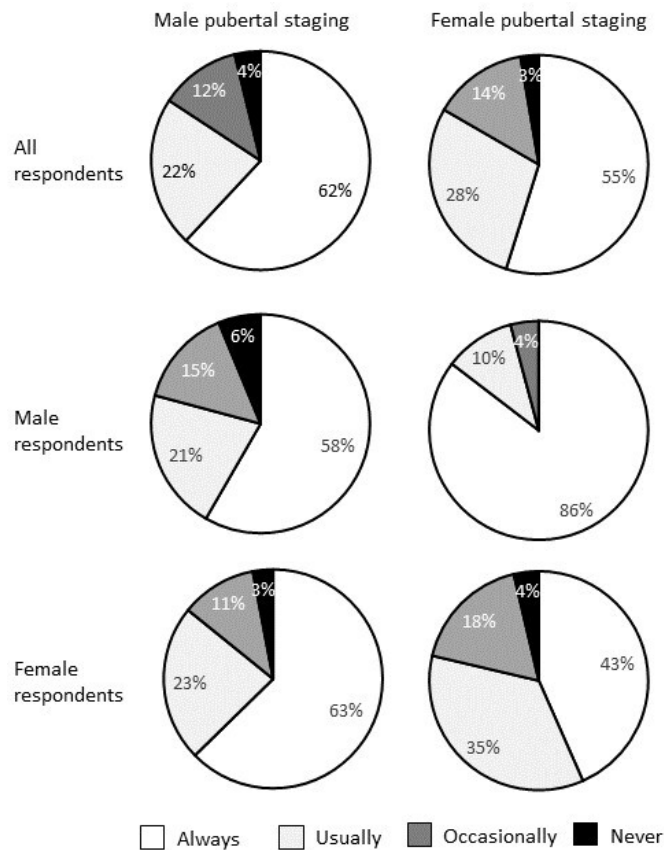 Male pubertal staging Female pubertal staging
4% 3%
12% 14%
All
respondents
22% 62% 28% 55%
6% 4%
15% 10%
Male
respondents
21% 58% 86%
3% 4%
11% 18%
Female
respondents
23% 63% 35% 43%
Always Usually Occasionally Never